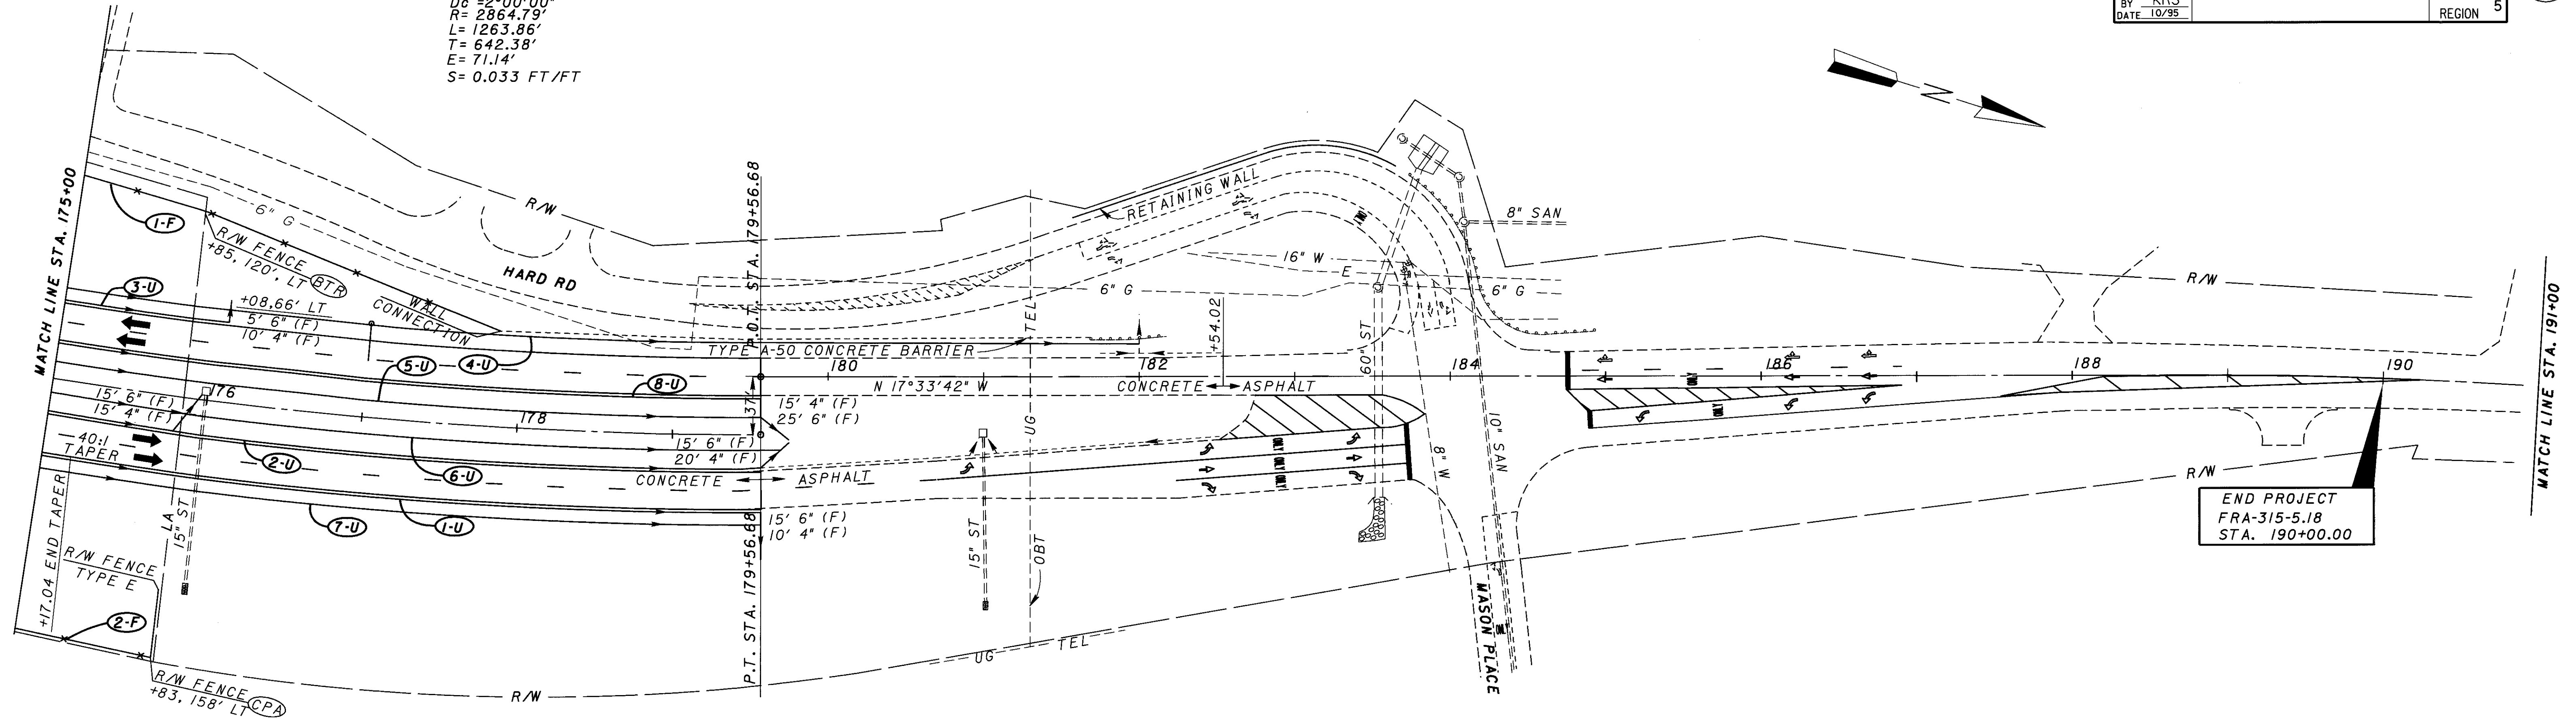 Dc =2°00'00"
R= 2864.79'
L= 1263.86'
T= 642.38'
E= 71.14'
S= 0.033 FT/FT
BY KRS
DATE 10/95
REGION 5
N
MATCH LINE STA. 175+00
1-F
6" G
R/W FENCE
+85, 120', LT
BTR
R/W
HARD RD
WALL
CONNECTION
3-U
+08.66' LT
5' 6" (F)
10' 4" (F)
5-U
4-U
8-U
TYPE A-50 CONCRETE BARRIER
P.O.T. STA. 179+56.68
6" G
UG
TEL
RETAINING WALL
16" W
E
6" G
8" SAN
60" ST
ONLY
+54.02
R/W
MATCH LINE STA. 191+00
176
178
180
182
184
186
188
190
N 17°33'42" W
CONCRETE
ASPHALT
37'
15' 6" (F)
15' 4" (F)
15' 4" (F)
25' 6" (F)
15' 6" (F)
20' 4" (F)
40:1
TAPER
2-U
6-U
CONCRETE
ASPHALT
ONLY
ONLY
ONLY
ONLY
ONLY
8" W
10" SAN
15' 6" (F)
10' 4" (F)
7-U
1-U
LA
15" ST
15" ST
OBT
UG
TEL
+17.04 END TAPER
R/W FENCE
TYPE E
2-F
R/W FENCE
+83, 158' LT
CPA
R/W
P.T. STA. 179+56.68
MASON PLACE
R/W
END PROJECT
FRA-315-5.18
STA. 190+00.00